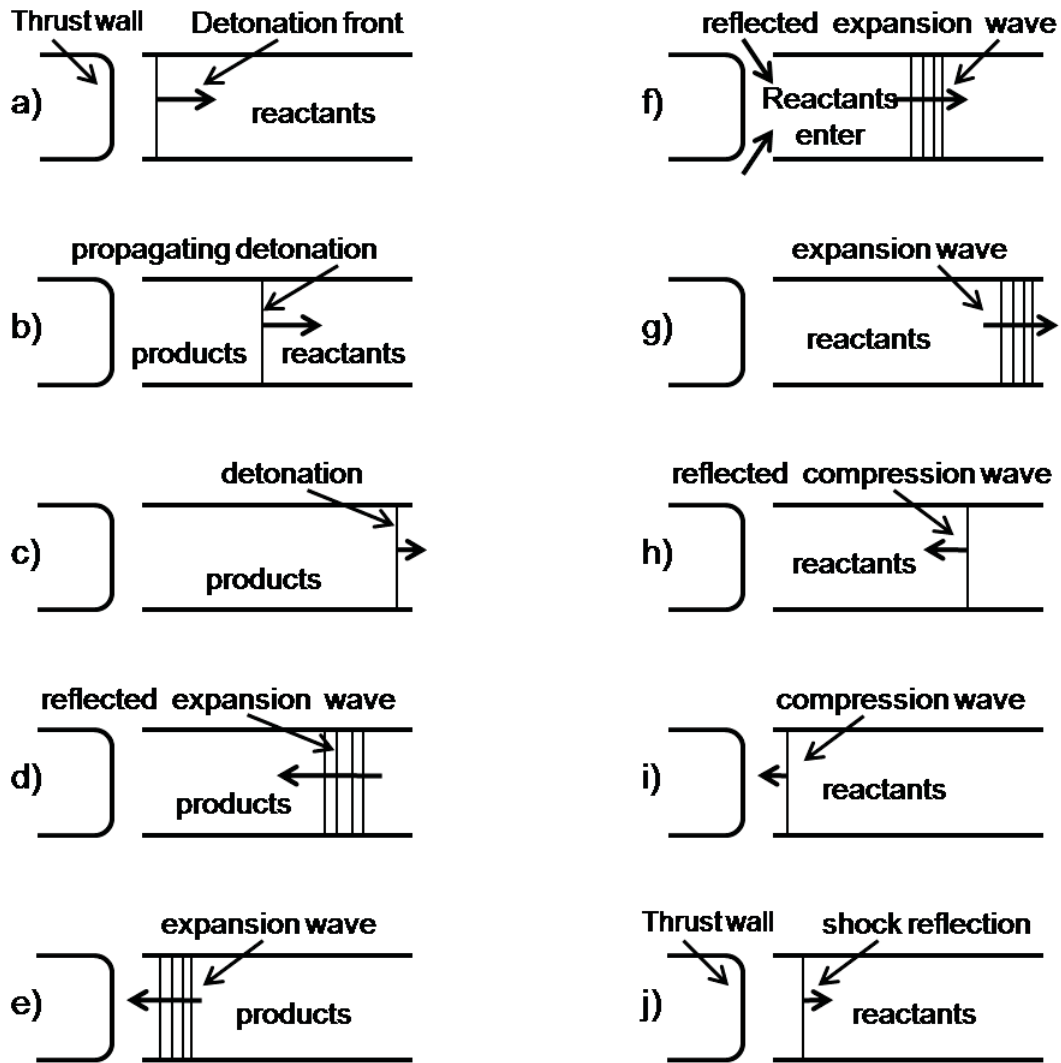 Thrust wall
Detonation front
a)
reactants
propagating detonation
b)
products
reactants
detonation
c)
products
reflected expansion wave
d)
products
expansion wave
e)
products
reflected expansion wave
f)
Reactants
enter
expansion wave
g)
reactants
reflected compression wave
h)
reactants
compression wave
i)
reactants
Thrust wall
shock reflection
j)
reactants